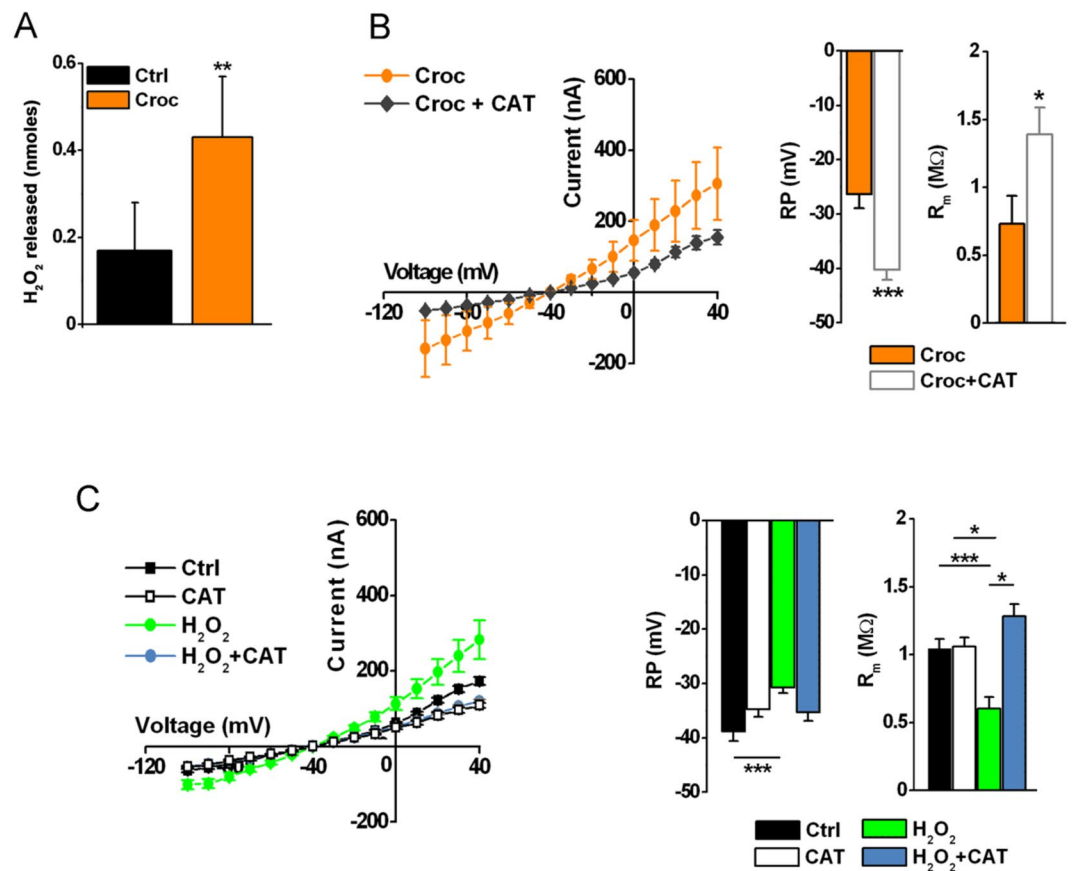 A
H₂O₂ released (nmoles)
0.6
0.4
0.2
0
Ctrl
Croc
**
B
Croc
Croc + CAT
Current (nA)
600
400
200
-200
Voltage (mV)
-120
-80
-40
0
40
RP (mV)
0
-10
-20
-30
-40
-50
***
Rm (MΩ)
2
1.5
1
0.5
0
*
Croc
Croc+CAT
C
Ctrl
CAT
H₂O₂
H₂O₂+CAT
Current (nA)
600
400
200
-200
Voltage (mV)
-120
-40
0
40
RP (mV)
0
-10
-20
-30
-40
-50
***
Rm (MΩ)
2
1.5
1
0.5
0
*
***
*
Ctrl
CAT
H₂O₂
H₂O₂+CAT